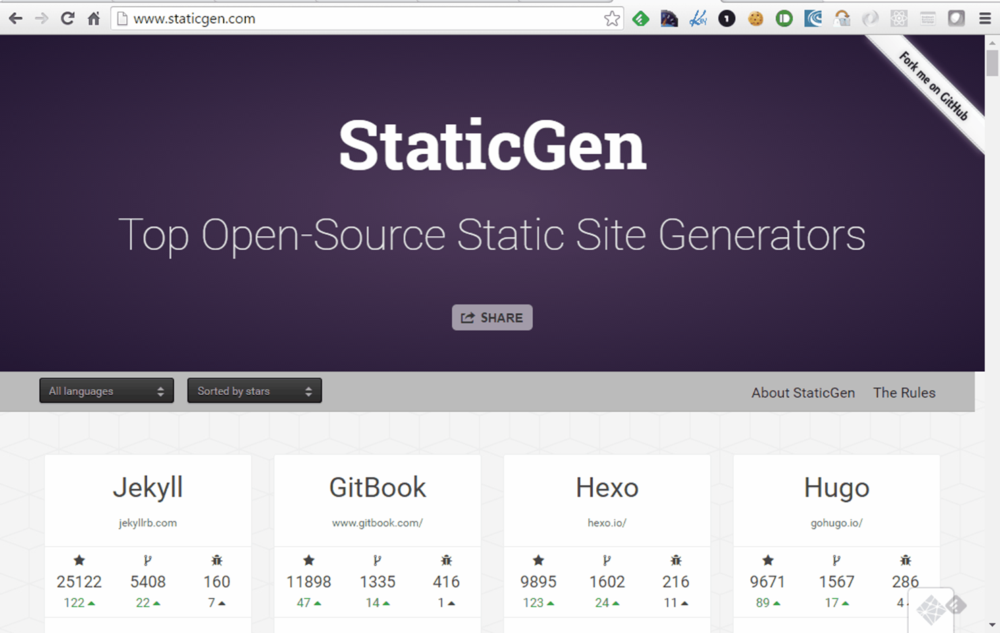 www.staticgen.com
Fork me on GitHub
StaticGen
Top Open-Source Static Site Generators
SHARE
All languages Sorted by stars About StaticGen The Rules
Jekyll GitBook Hexo Hugo
jekyllrb.com www.gitbook.com/ hexo.io/ gohugo.io/
25122 5408 160 11898 1335 416 9895 1602 216 9671 1567 286
122 22 7 47 14 1 123 24 11 89 17 4